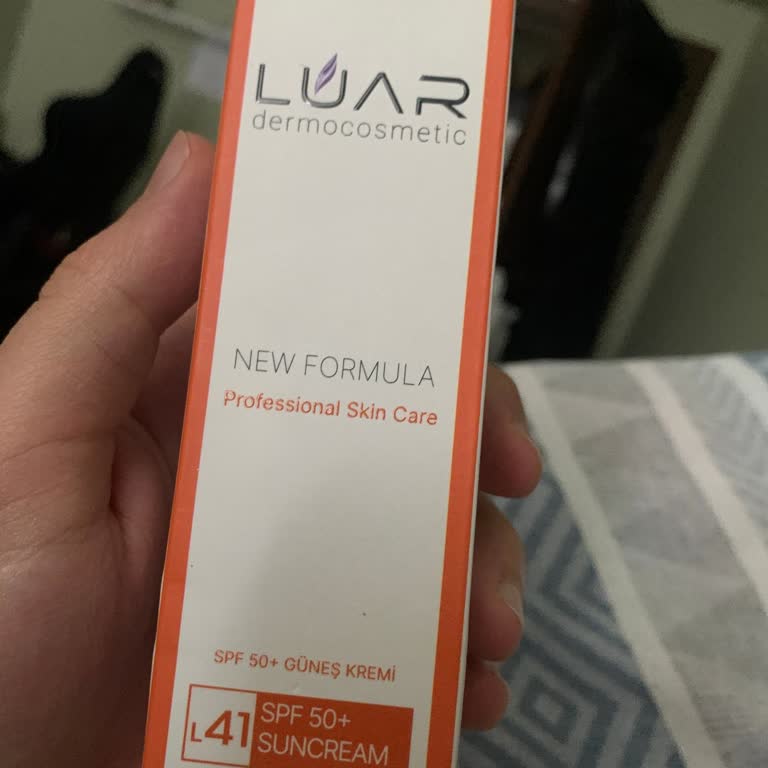 LUAR
dermocosmetic
NEW FORMULA
Professional Skin Care
SPF 50+ GÜNEŞ KREMİ
L41
SPF 50+
SUNCREAM